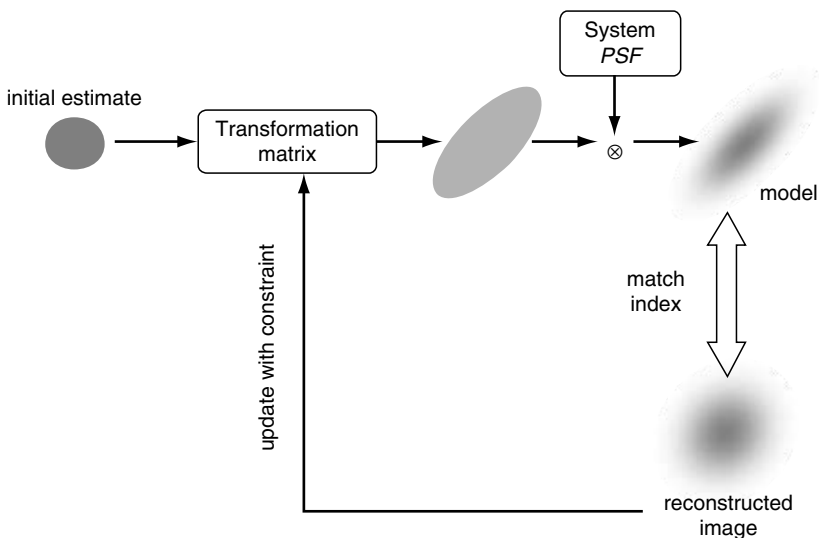 System
PSF
initial estimate
Transformation
matrix
⊗
model
update with constraint
match
index
reconstructed
image